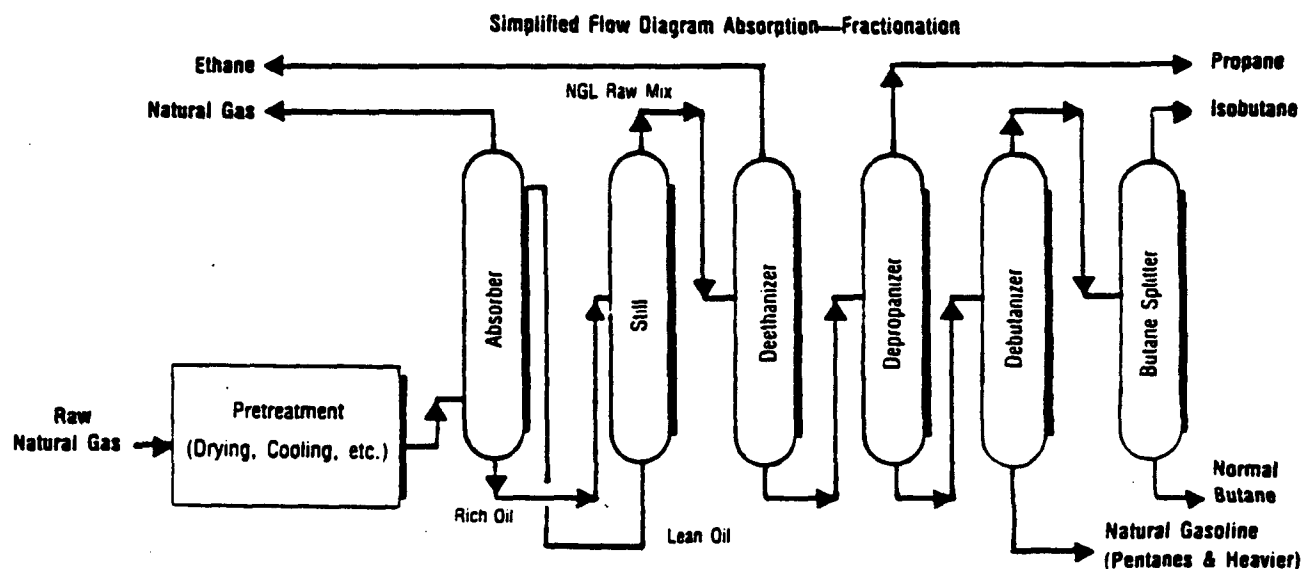 Simplified Flow Diagram Absorption—Fractionation
Ethane
Propane
NGL Raw Mix
Natural Gas
Isobutane
Absorber
Still
Deethanizer
Depropanizer
Debutanizer
Butane Splitter
Raw
Natural Gas
Pretreatment
(Drying, Cooling, etc.)
Rich Oil
Lean Oil
Normal
Butane
Natural Gasoline
(Pentanes & Heavier)